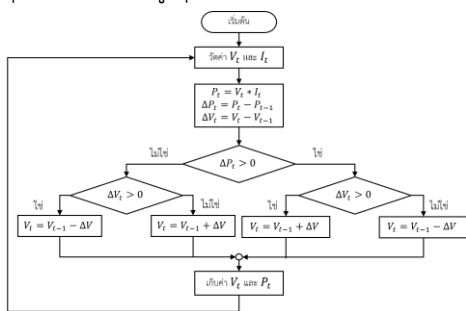 เริ่มต้น
วัดค่า V_t และ I_t
P_t = V_t * I_t
ΔP_t = P_t − P_{t−1}
ΔV_t = V_t − V_{t−1}
ไม่ใช่
ΔP_t > 0
ใช่
ΔV_t > 0
ใช่
ไม่ใช่
ΔV_t > 0
ใช่
ไม่ใช่
V_t = V_{t−1} − ΔV
V_t = V_{t−1} + ΔV
V_t = V_{t−1} + ΔV
V_t = V_{t−1} − ΔV
เก็บค่า V_t และ P_t